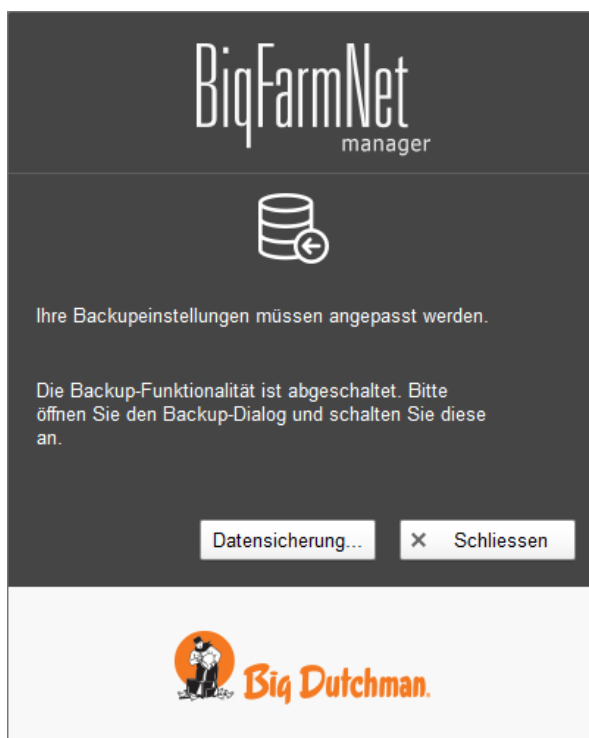 BigFarmNet
manager
Ihre Backupeinstellungen müssen angepasst werden.
Die Backup-Funktionalität ist abgeschaltet. Bitte
öffnen Sie den Backup-Dialog und schalten Sie diese
an.
Datensicherung... Schliessen
Big Dutchman.